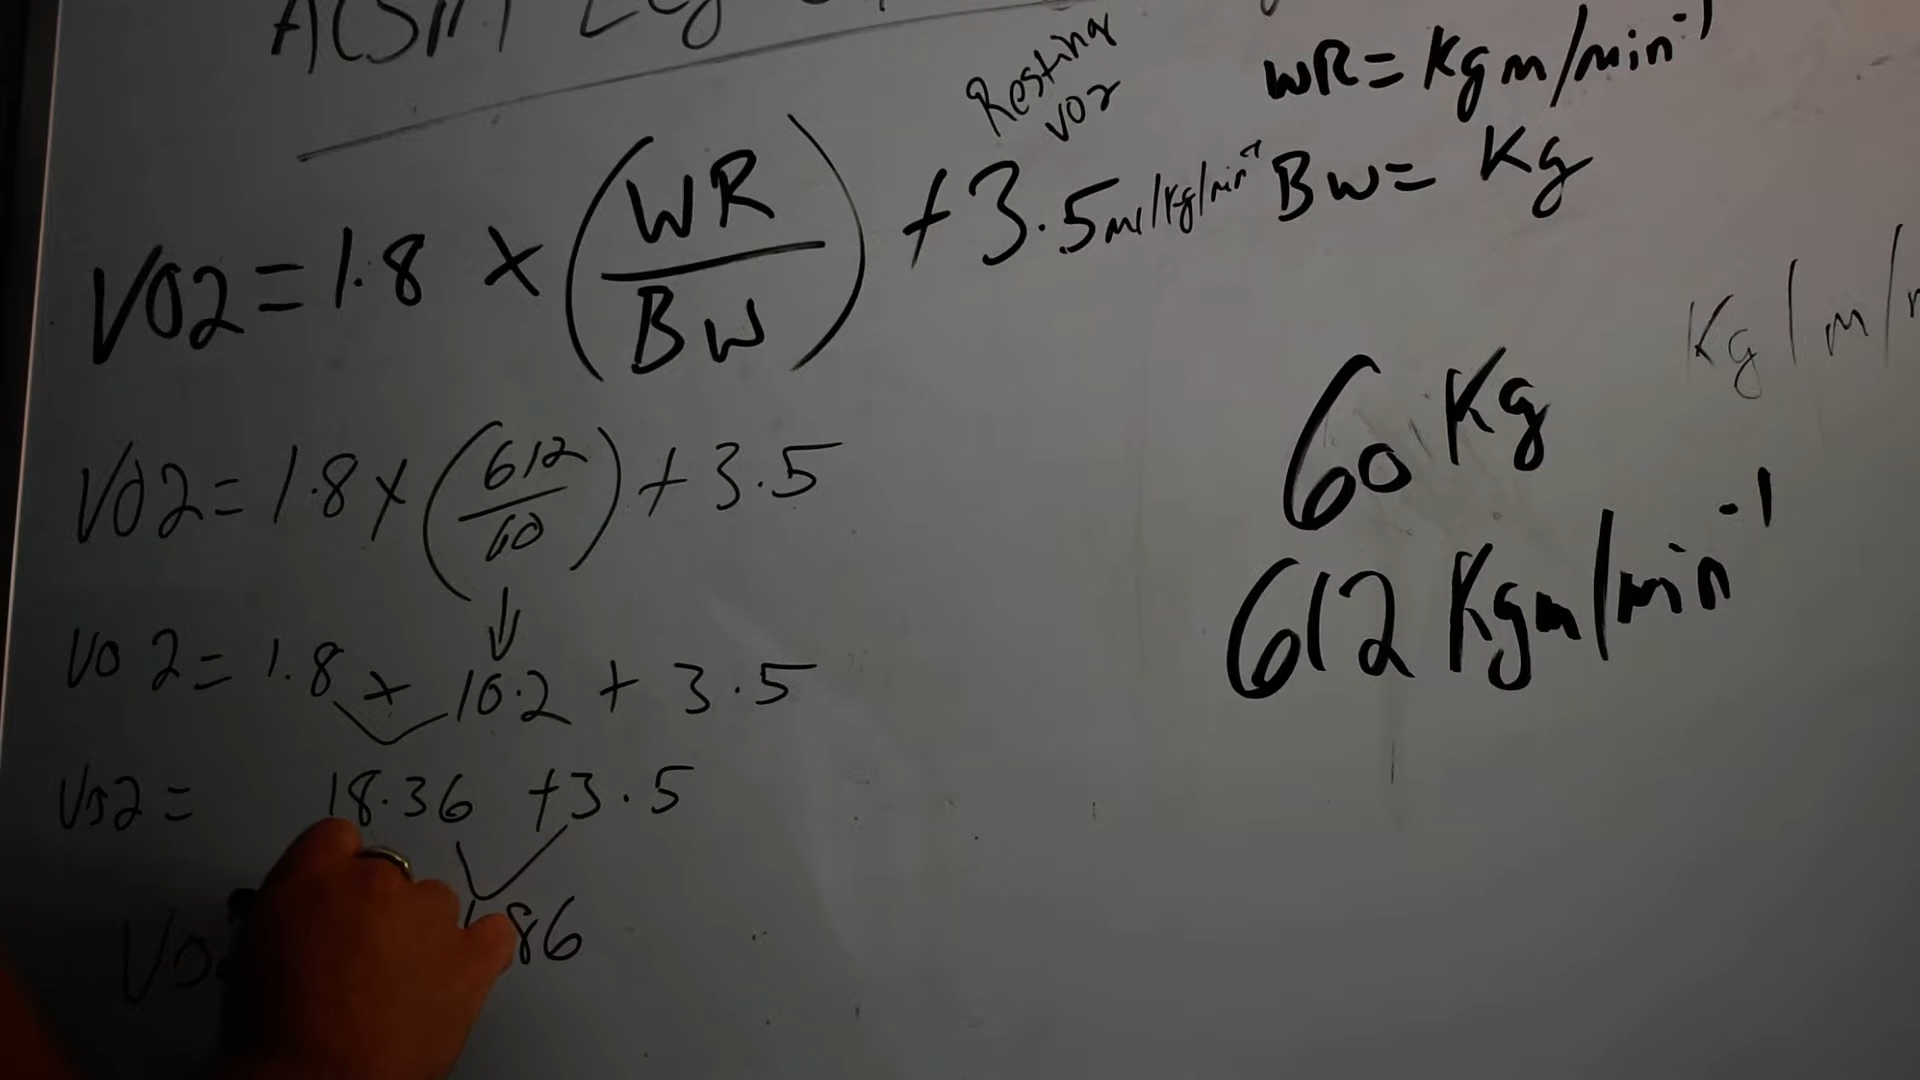 ACSM Leg
WR = Kgm/min⁻¹
Resting
VO2
VO2 = 1.8 × (WR/BW) + 3.5 ml/kg/min⁻¹
BW = Kg
Kg/m/
60 Kg
VO2 = 1.8 × (612/60) + 3.5
612 Kgm/min⁻¹
VO2 = 1.8 × 10.2 + 3.5
VO2 = 18.36 + 3.5
VO 86